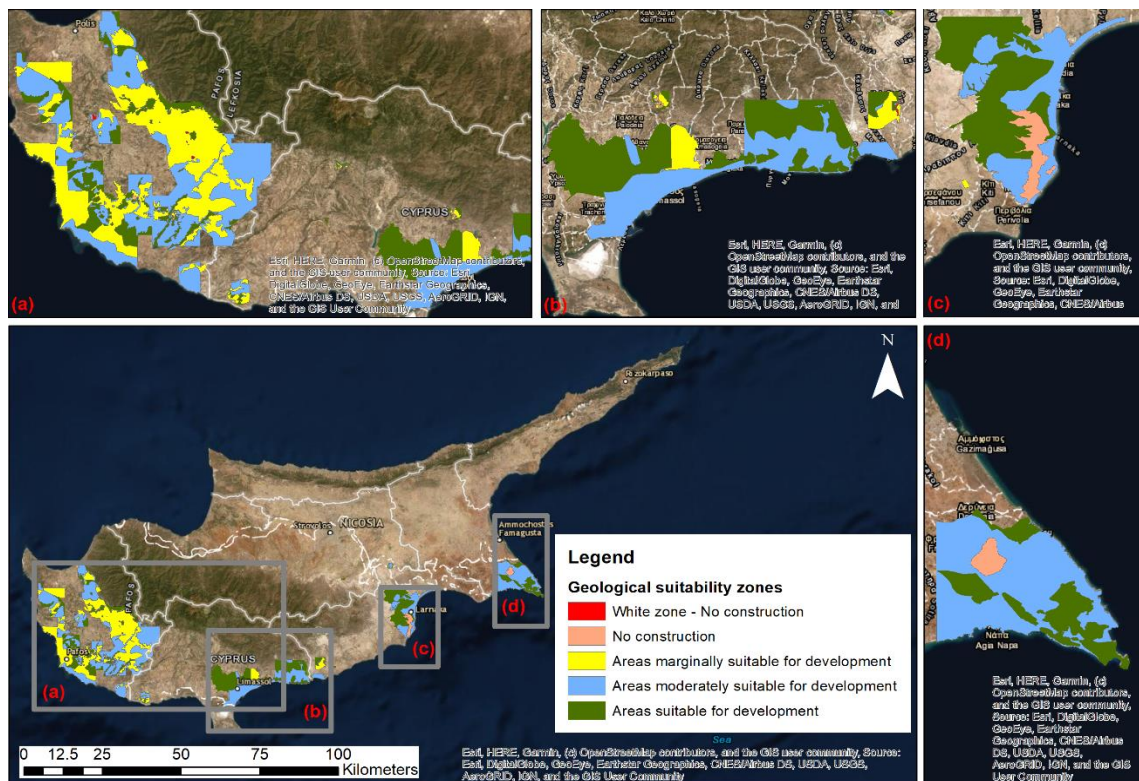 Polis
PAFOS
LEFKOSIA
CYPRUS
Esri, HERE, Garmin, (c) OpenStreetMap contributors,
and the GIS user community, Source: Esri,
DigitalGlobe, GeoEye, Earthstar Geographics,
CNES/Airbus DS, USDA, USGS, AeroGRID, IGN,
and the GIS User Community
(a)
Esri, HERE, Garmin, (c)
OpenStreetMap contributors, and the
GIS user community, Source: Esri,
DigitalGlobe, GeoEye, Earthstar
Geographics, CNES/Airbus DS,
USDA, USGS, AeroGRID, IGN, and
(b)
Klavdia
Κίτι
Kiti
Περιβόλια
Perivolia
Esri, HERE, Garmin, (c)
OpenStreetMap contributors,
and the GIS user community,
Source: Esri, DigitalGlobe,
GeoEye, Earthstar
Geographics, CNES/Airbus
(c)
N
Rizokarpaso
Strovolos
NICOSIA
Ammochostos
Famagusta
PAFOS
Pafos
CYPRUS
Limassol
Larnaka
(a)
(b)
(c)
(d)
Legend
Geological suitability zones
White zone - No construction
No construction
Areas marginally suitable for development
Areas moderately suitable for development
Areas suitable for development
0 12.5 25 50 75 100
Kilometers
Sea
Esri, HERE, Garmin, (c) OpenStreetMap contributors, and the GIS user community, Source:
Esri, DigitalGlobe, GeoEye, Earthstar Geographics, CNES/Airbus DS, USDA, USGS,
AeroGRID, IGN, and the GIS User Community
(d)
Αμμόχωστος
Gazimağusa
Δερύνεια
Νάπα
Agia Napa
Esri, HERE, Garmin, (c)
OpenStreetMap contributors,
and the GIS user community,
Source: Esri, DigitalGlobe,
GeoEye, Earthstar
Geographics, CNES/Airbus
DS, USDA, USGS,
AeroGRID, IGN, and the GIS
User Community